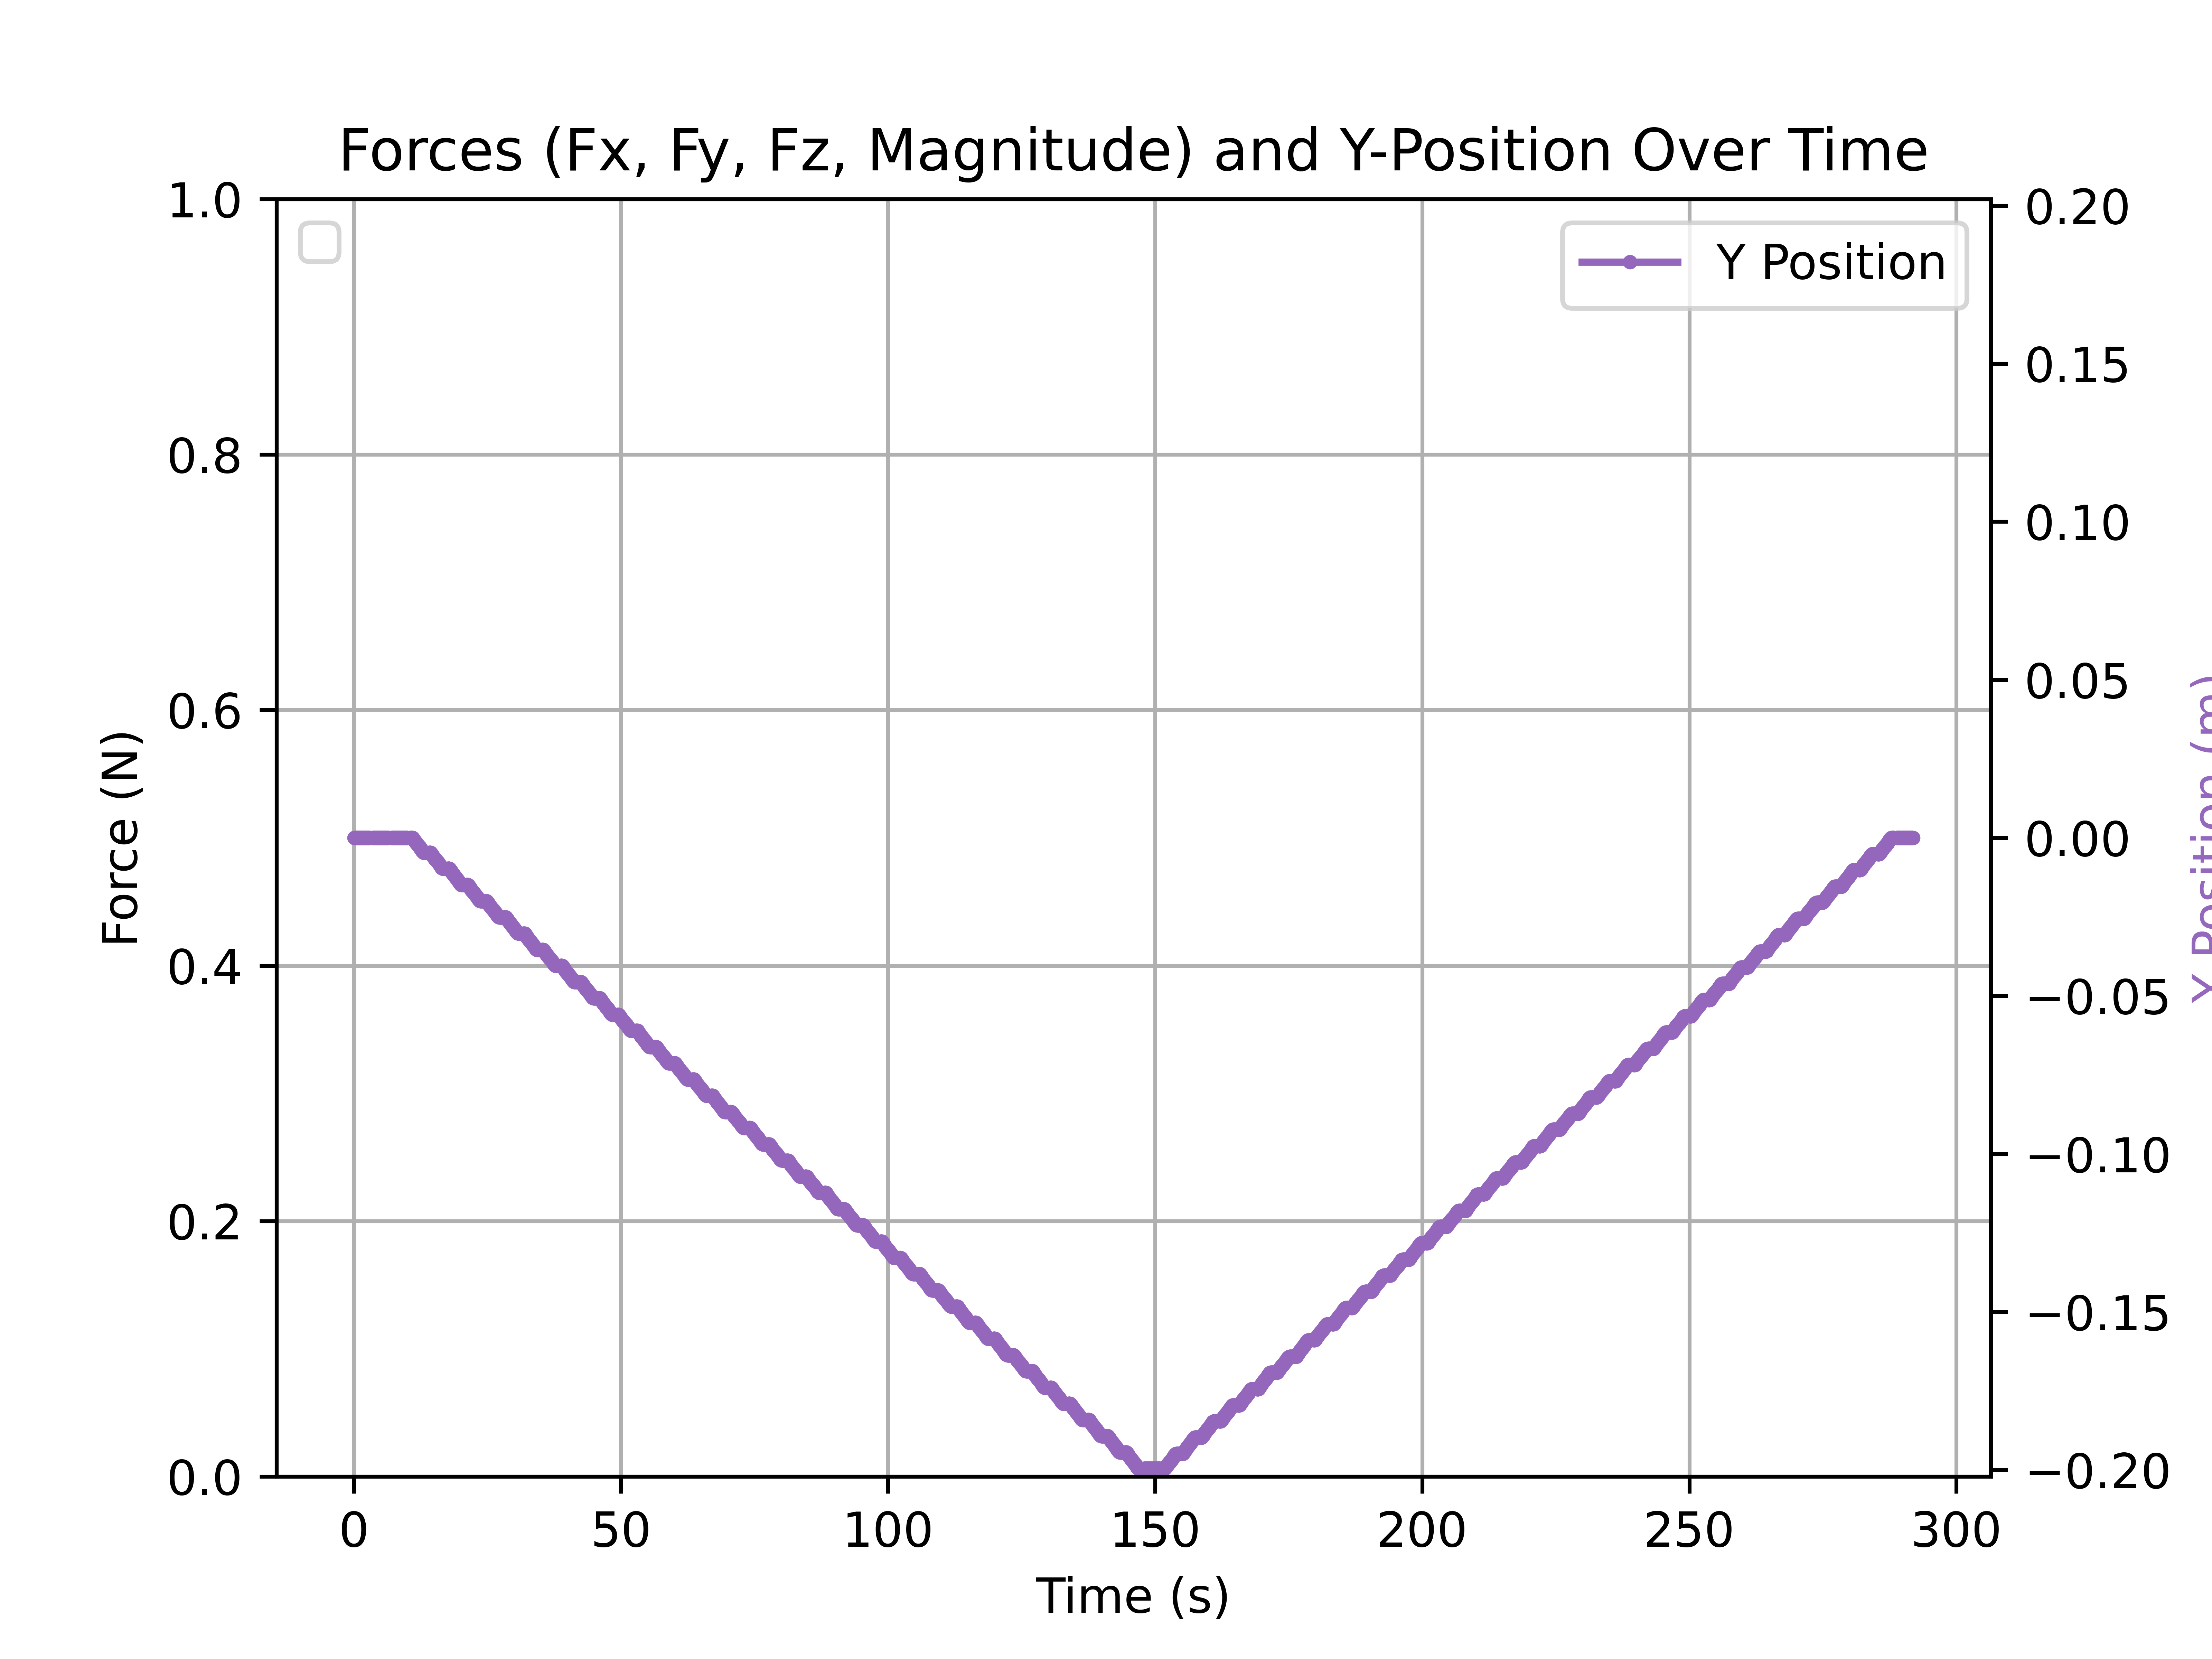 Forces (Fx, Fy, Fz, Magnitude) and Y-Position Over Time
Y Position
1.0
0.8
0.6
0.4
0.2
0.0
Force (N)
0.20
0.15
0.10
0.05
0.00
−0.05
−0.10
−0.15
−0.20
Y Position (m)
0 50 100 150 200 250 300
Time (s)